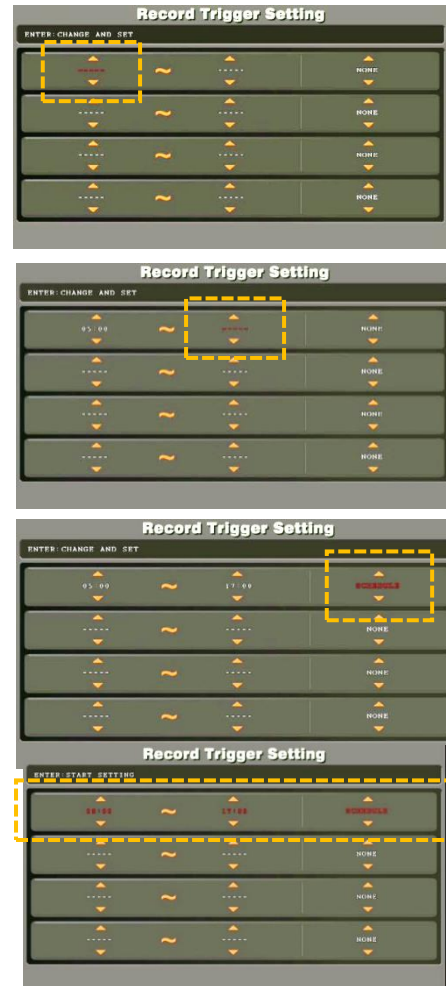 Record Trigger Setting
ENTER:CHANGE AND SET
----- ~ ----- NONE
----- ~ ----- NONE
----- ~ ----- NONE
----- ~ ----- NONE
Record Trigger Setting
ENTER:CHANGE AND SET
05:00 ~ ----- NONE
----- ~ ----- NONE
----- ~ ----- NONE
----- ~ ----- NONE
Record Trigger Setting
ENTER:CHANGE AND SET
05:00 ~ 17:00 SCHEDULE
----- ~ ----- NONE
----- ~ ----- NONE
----- ~ ----- NONE
Record Trigger Setting
ENTER:START SETTING
~ SCHEDULE
----- ~ ----- NONE
----- ~ ----- NONE
----- ~ ----- NONE